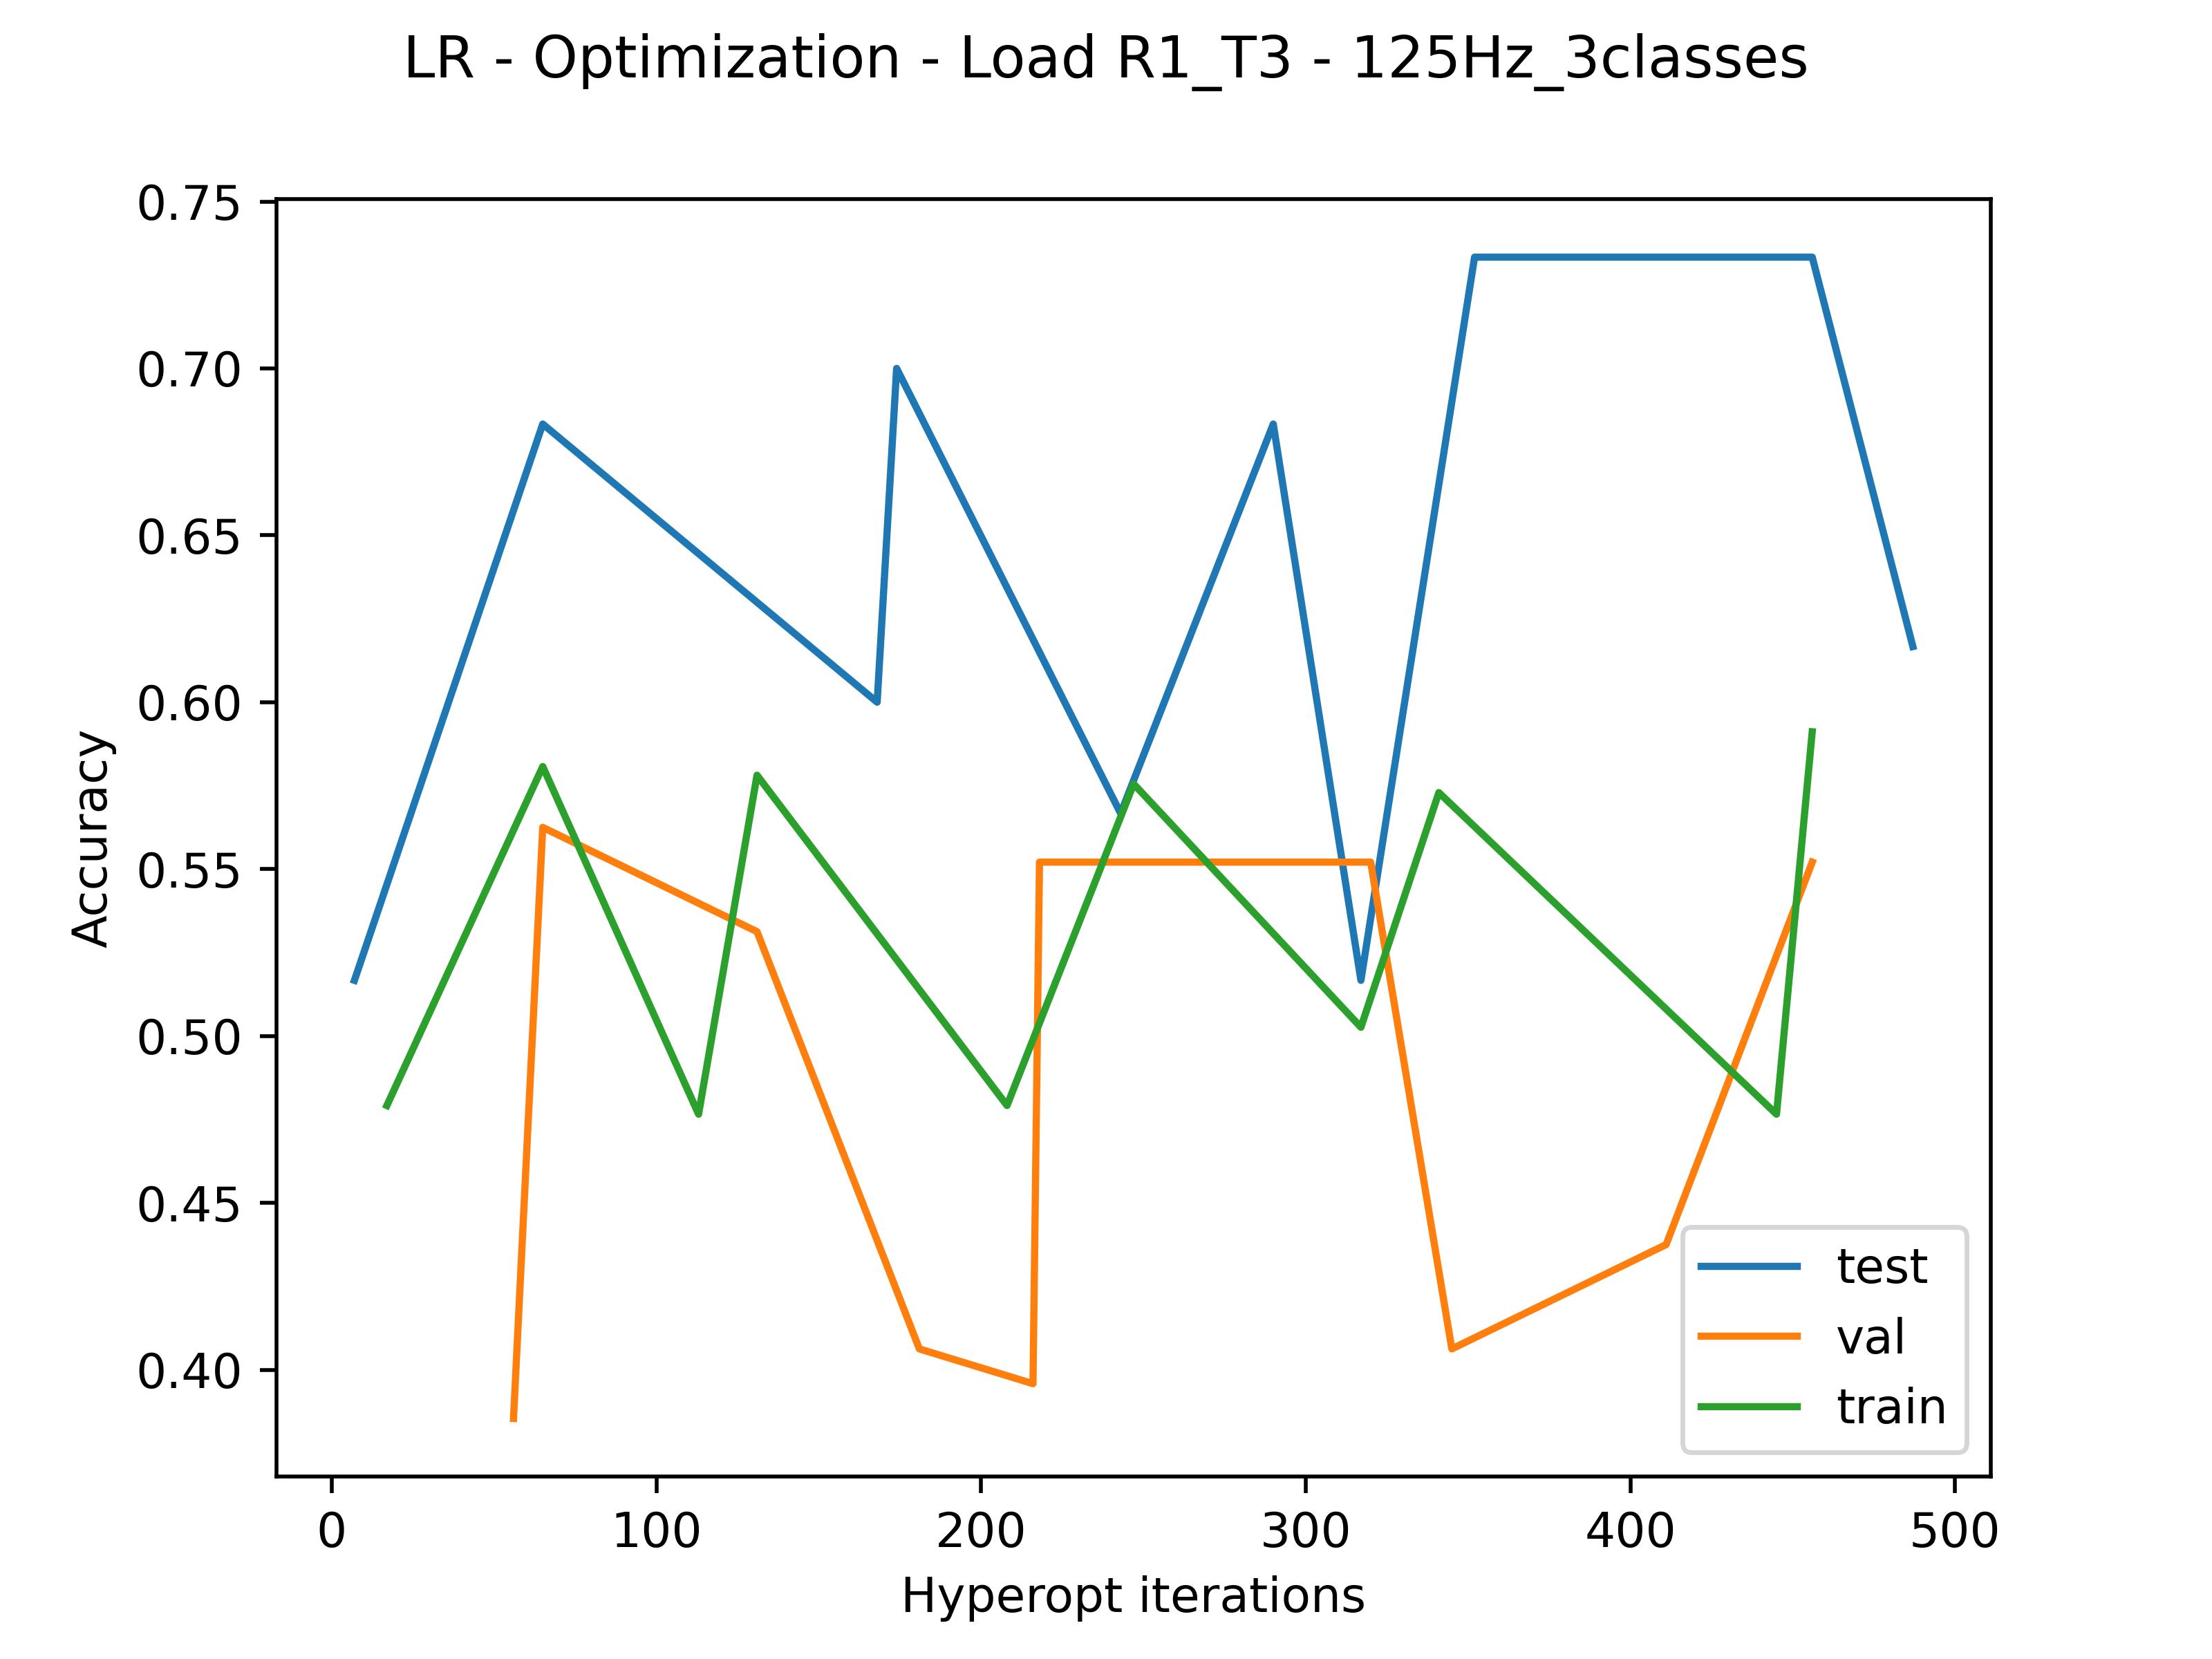 LR - Optimization - Load R1_T3 - 125Hz_3classes
0.75
0.70
0.65
0.60
0.55
0.50
0.45
0.40
Accuracy
test
val
train
0 100 200 300 400 500
Hyperopt iterations